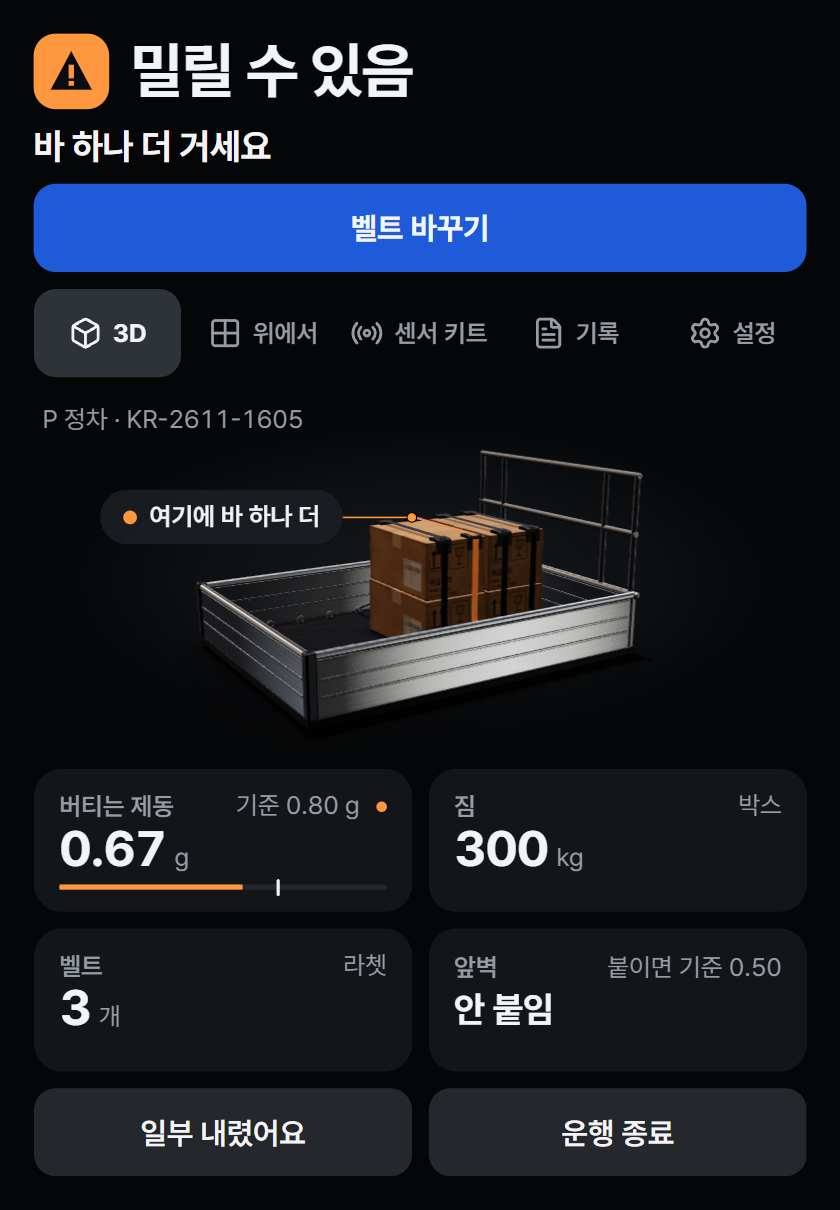 밀릴 수 있음
바 하나 더 거세요
벨트 바꾸기
3D 위에서 센서 키트 기록 설정
P 정차 · KR-2611-1605
여기에 바 하나 더
버티는 제동 기준 0.80 g
0.67 g
짐 박스
300 kg
벨트 라쳇
3 개
앞벽 붙이면 기준 0.50
안 붙임
일부 내렸어요
운행 종료